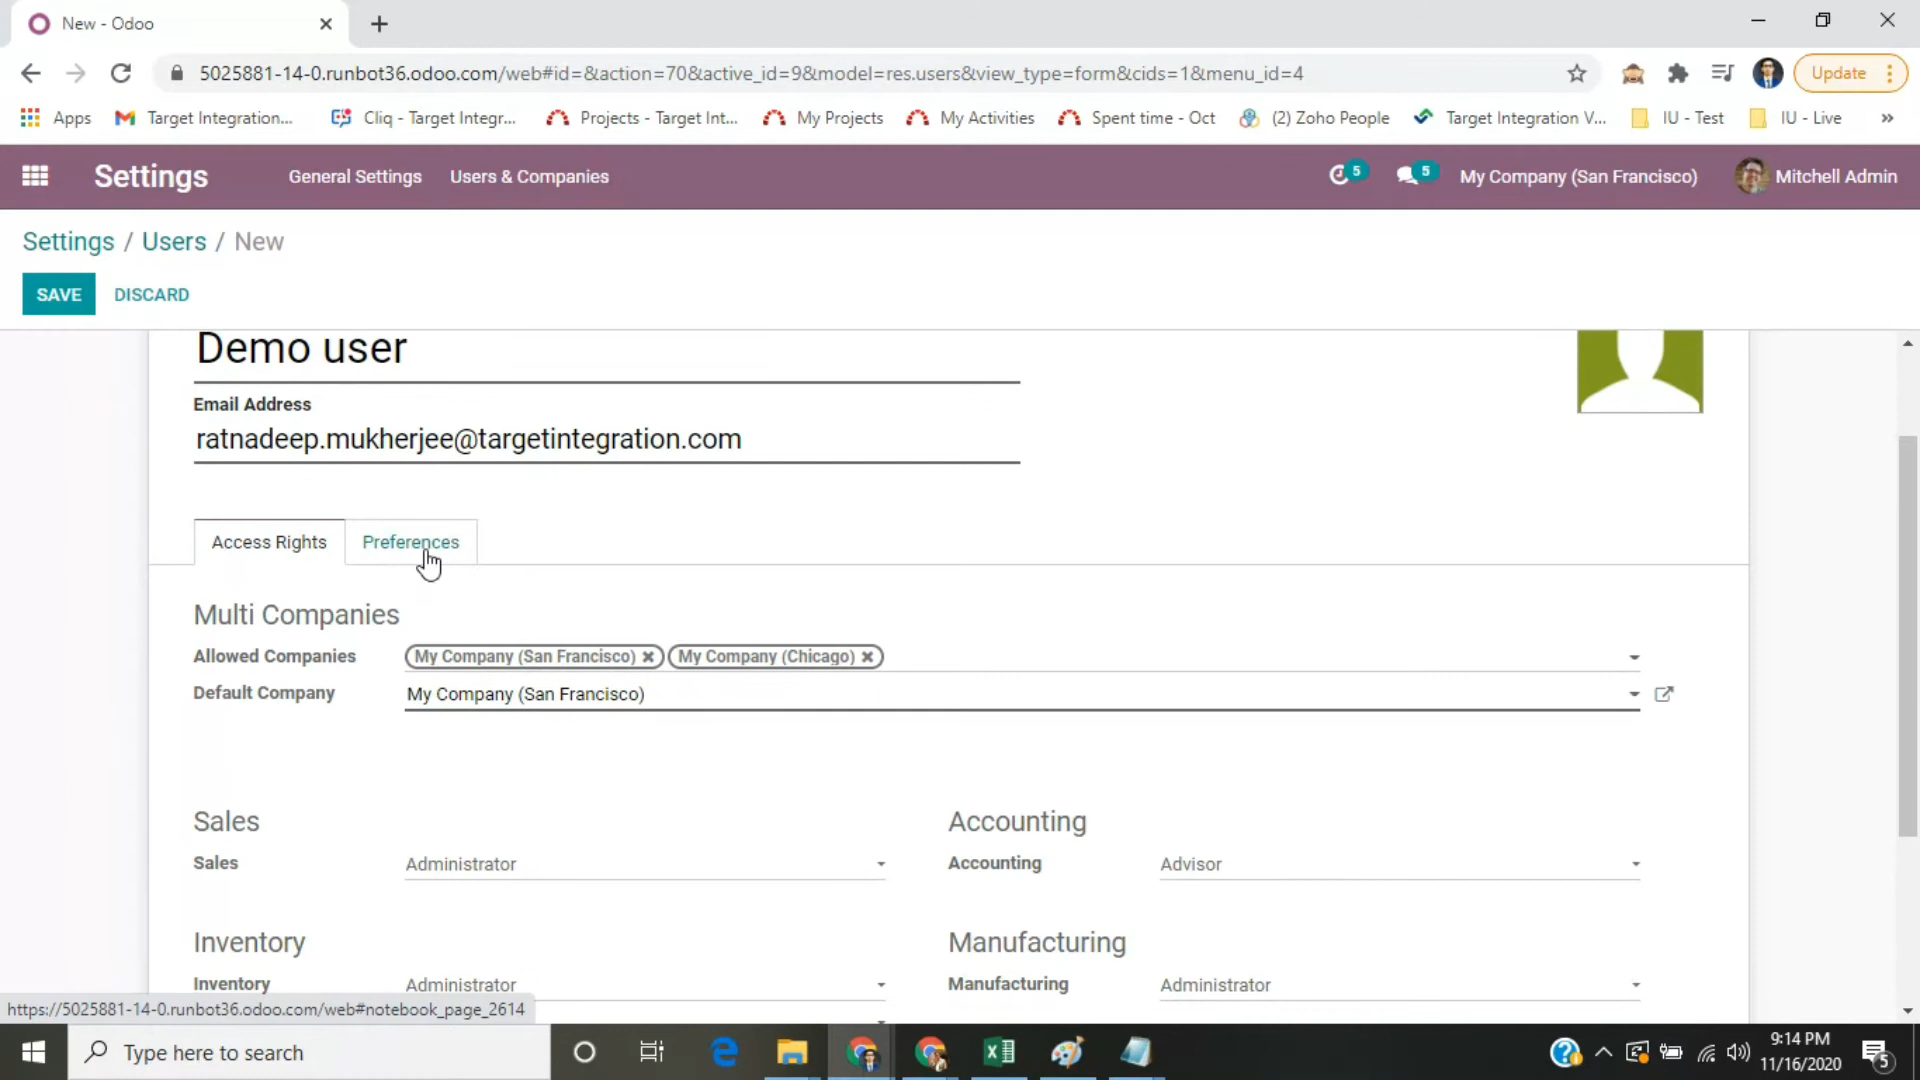 New - Odoo
5025881-14-0.runbot36.odoo.com/web#id=&action=70&active_id=9&model=res.users&view_type=form&cids=1&menu_id=4
Update
Apps
Target Integration...
Cliq - Target Integr...
Projects - Target Int...
My Projects
My Activities
Spent time - Oct
(2) Zoho People
Target Integration V...
IU - Test
IU - Live
»
Settings
General Settings
Users & Companies
5
5
My Company (San Francisco)
Mitchell Admin
Settings / Users / New
SAVE
DISCARD
Demo user
Email Address
ratnadeep.mukherjee@targetintegration.com
Access Rights
Preferences
Multi Companies
Allowed Companies
My Company (San Francisco)
My Company (Chicago)
Default Company
My Company (San Francisco)
Sales
Accounting
Sales
Administrator
Accounting
Advisor
Inventory
Manufacturing
Inventory
Administrator
Manufacturing
Administrator
https://5025881-14-0.runbot36.odoo.com/web#notebook_page_2614
Type here to search
9:14 PM
11/16/2020
5